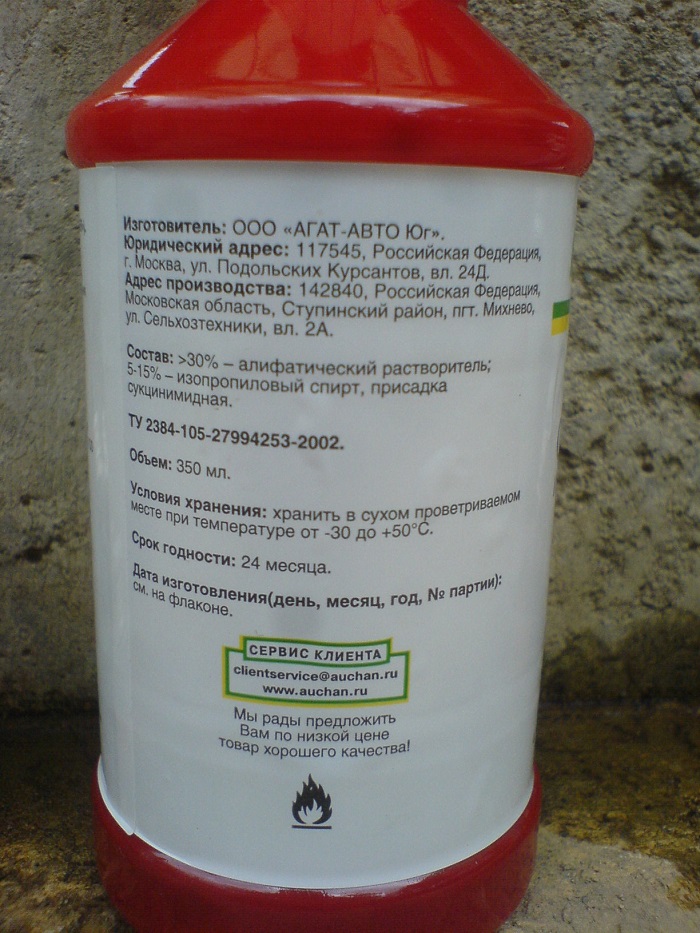 Изготовитель: ООО «АГАТ-АВТО Юг».
Юридический адрес: 117545, Российская Федерация,
г. Москва, ул. Подольских Курсантов, вл. 24Д.
Адрес производства: 142840, Российская Федерация,
Московская область, Ступинский район, пгт. Михнево,
ул. Сельхозтехники, вл. 2А.
Состав: >30% – алифатический растворитель;
5-15% – изопропиловый спирт, присадка
сукцинимидная.
ТУ 2384-105-27994253-2002.
Объем: 350 мл.
Условия хранения: хранить в сухом проветриваемом
месте при температуре от -30 до +50°С.
Срок годности: 24 месяца.
Дата изготовления(день, месяц, год, № партии):
см. на флаконе.
СЕРВИС КЛИЕНТА
clientservice@auchan.ru
www.auchan.ru
Мы рады предложить
Вам по низкой цене
товар хорошего качества!